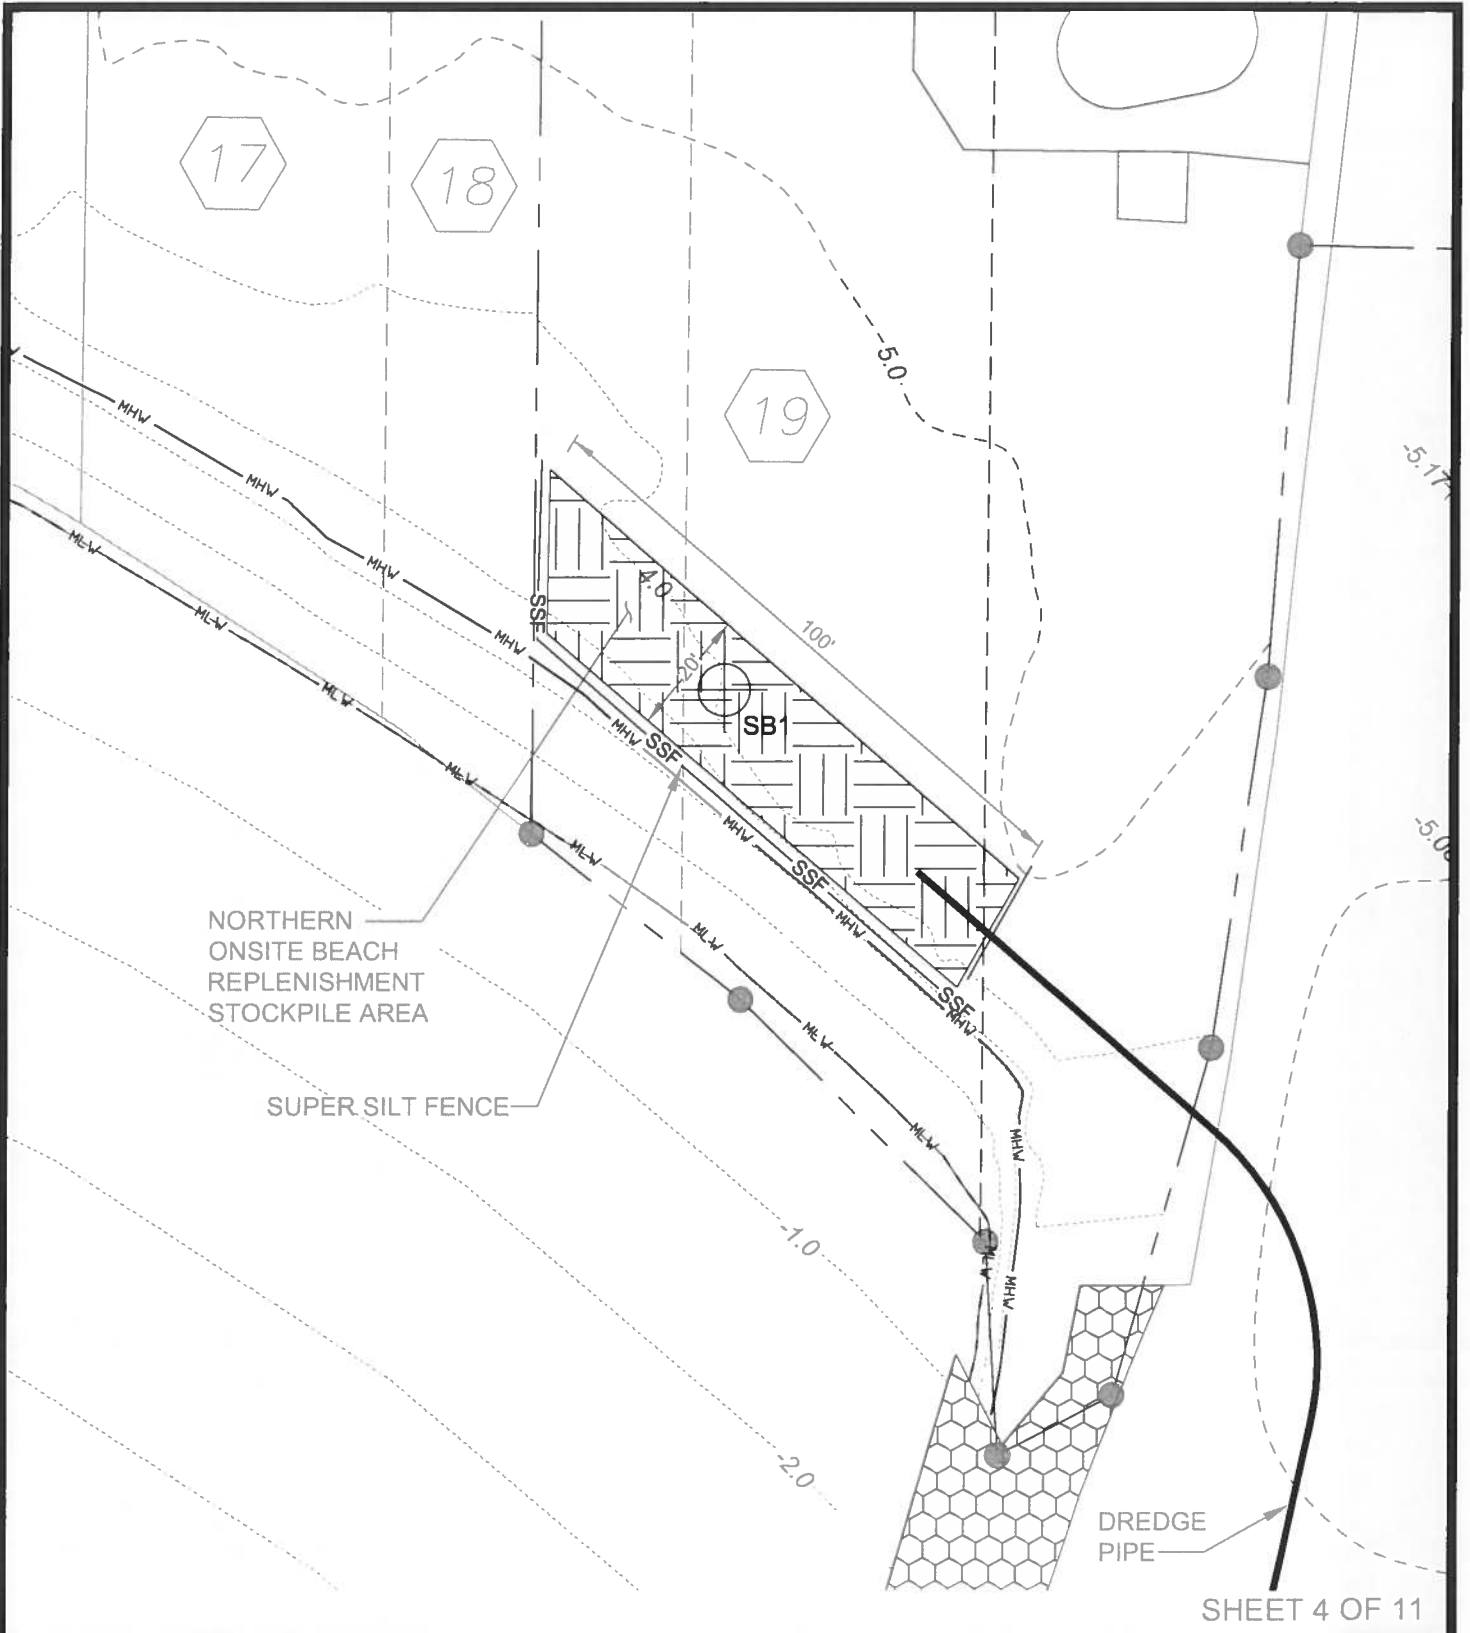 17
18
-5.0
19
-5.17
MHW
MHW
MHW
MLW
MLW
SSF
MHW
4.0
100'
20'
SB1
MLW
MHW
SSF
MLW
MHW
MLW
-5.0
SSF
MHW
NORTHERN
ONSITE BEACH
REPLENISHMENT
STOCKPILE AREA
MLW
SSF
MHW
MLW
SUPER SILT FENCE
MLW
MHW
-1.0
MLW
MHW
-2.0
DREDGE
PIPE
SHEET 4 OF 11